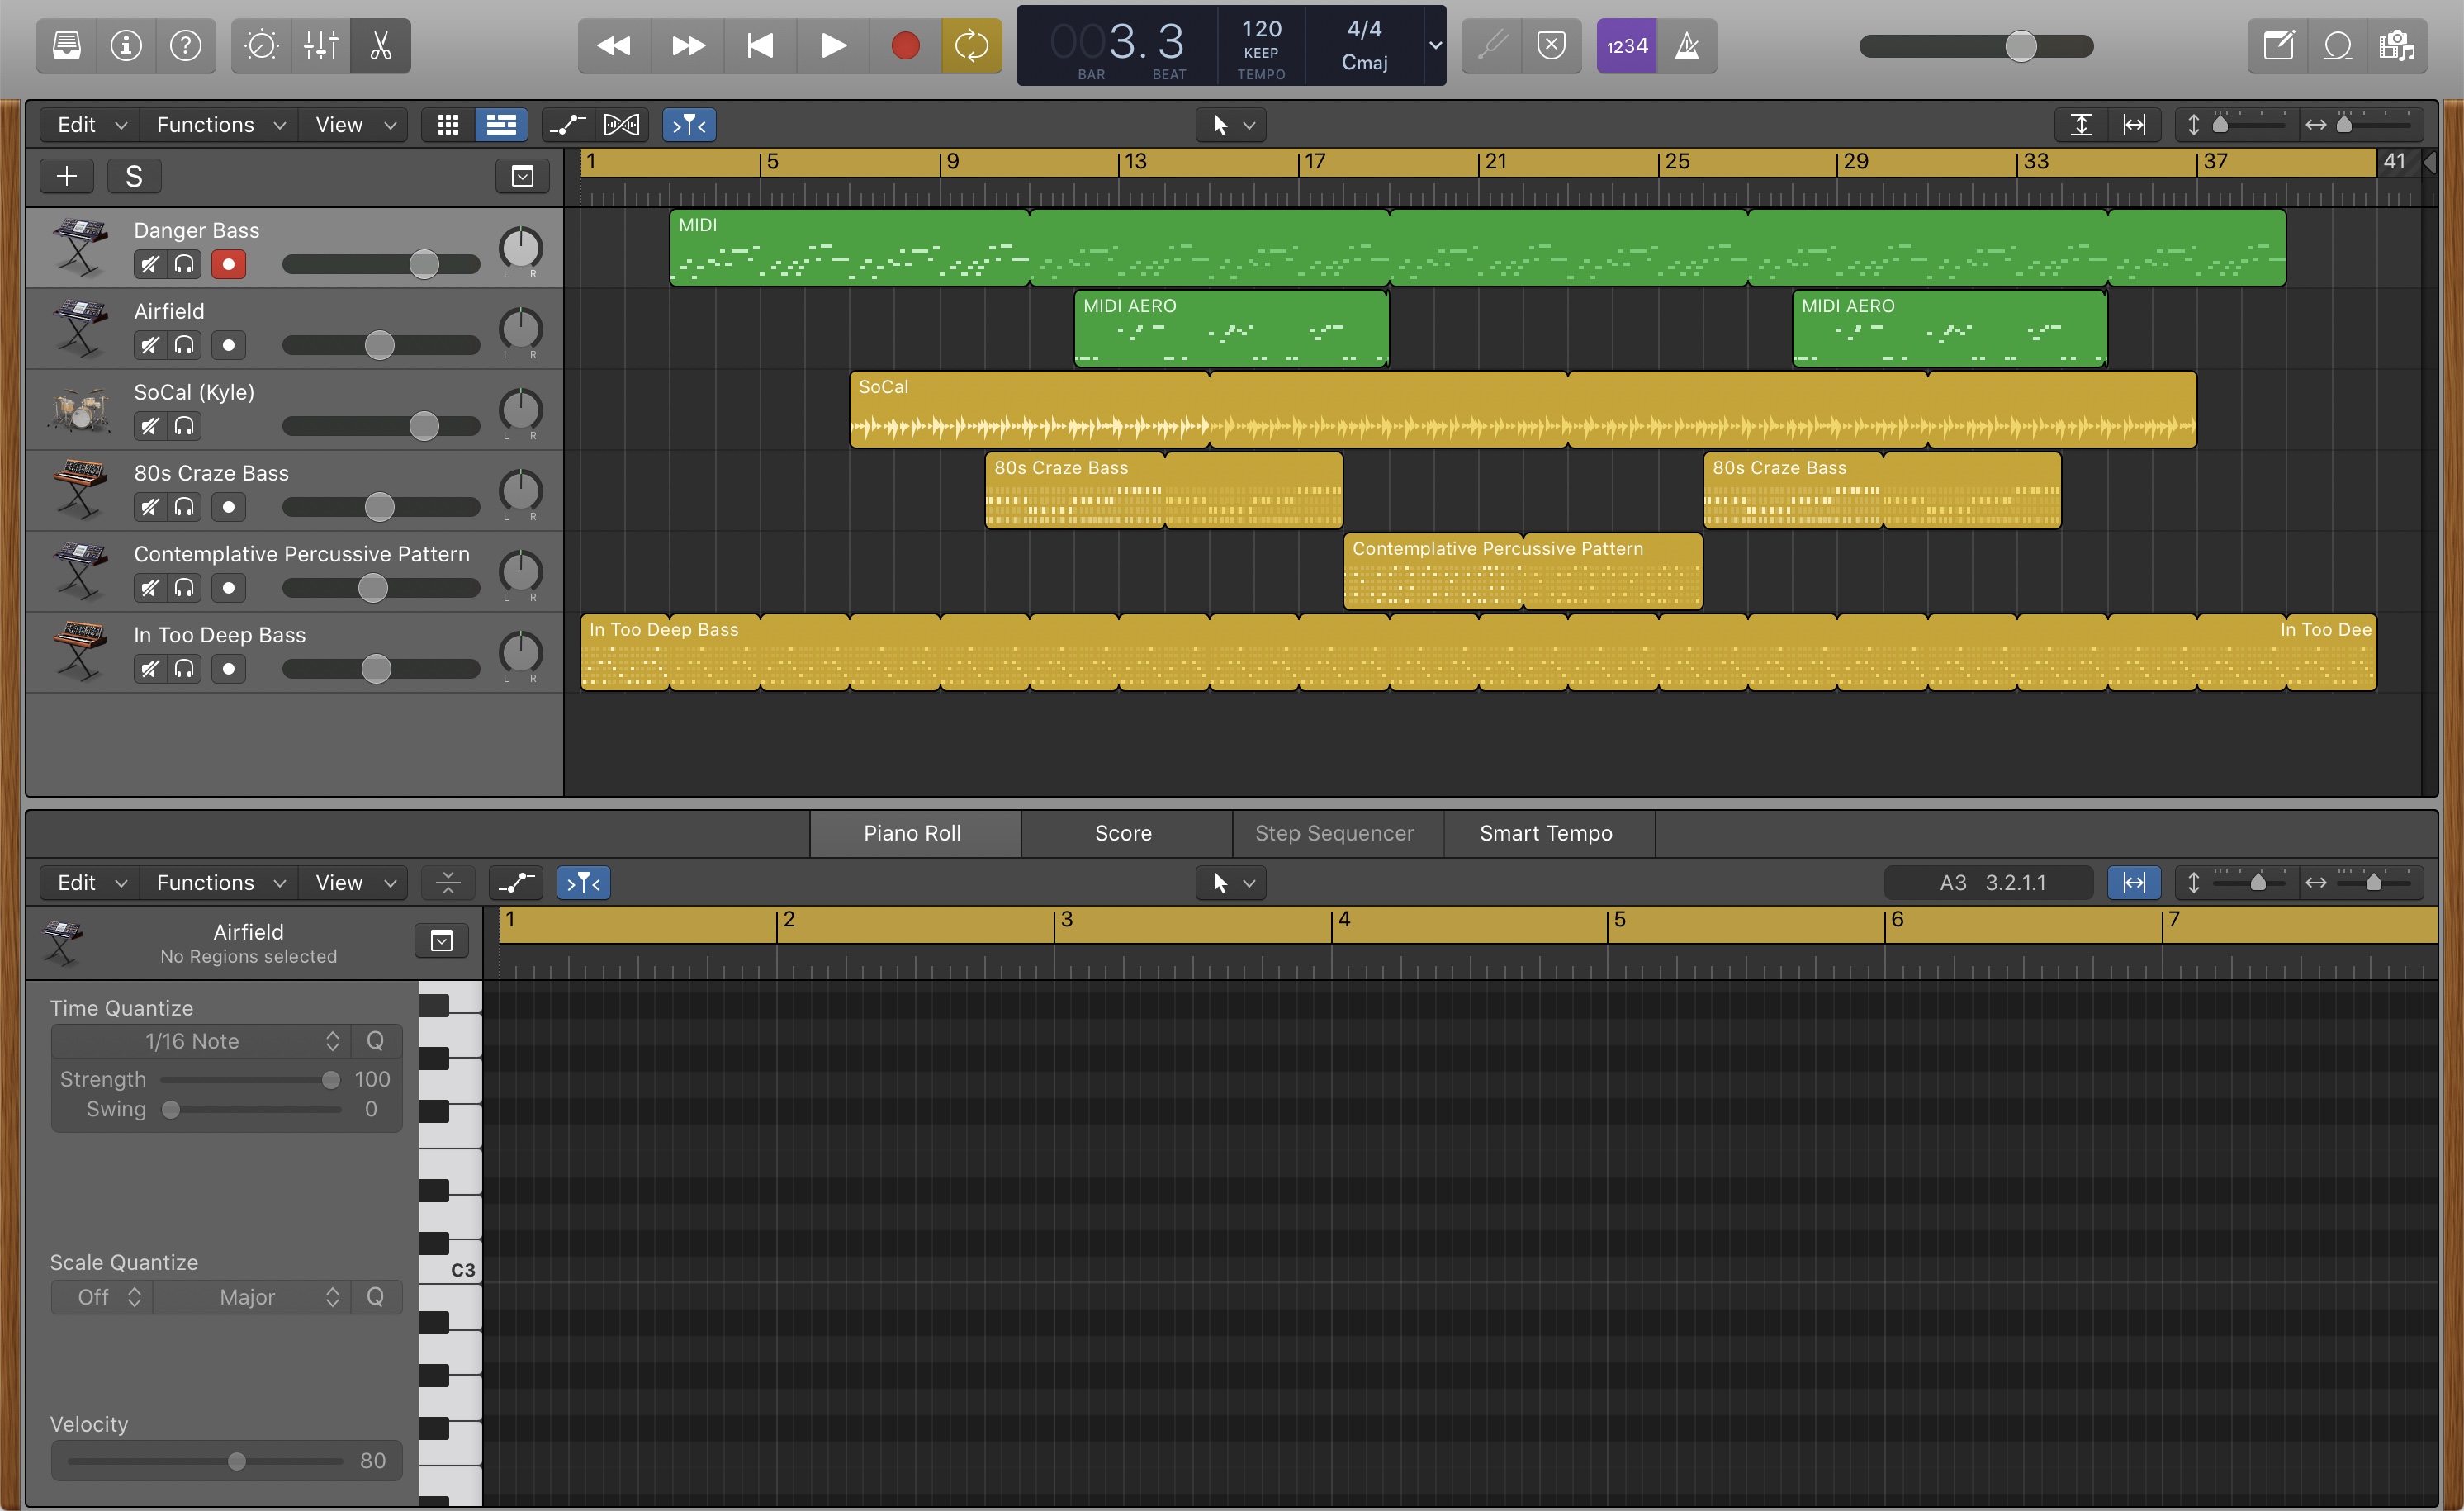 003.3
120
4/4
KEEP
Cmaj
BAR BEAT TEMPO
1234
Edit Functions View
1 5 9 13 17 21 25 29 33 37 41
S
Danger Bass
L R
MIDI
Airfield
L R
MIDI AERO MIDI AERO
SoCal (Kyle)
L R
SoCal
80s Craze Bass
L R
80s Craze Bass 80s Craze Bass
Contemplative Percussive Pattern
L R
Contemplative Percussive Pattern
In Too Deep Bass
L R
In Too Deep Bass In Too Dee
Piano Roll Score Step Sequencer Smart Tempo
Edit Functions View A3 3.2.1.1
1 2 3 4 5 6 7
Airfield
No Regions selected
Time Quantize
1/16 Note Q
Strength 100
Swing 0
Scale Quantize
Off Major Q
C3
Velocity
80